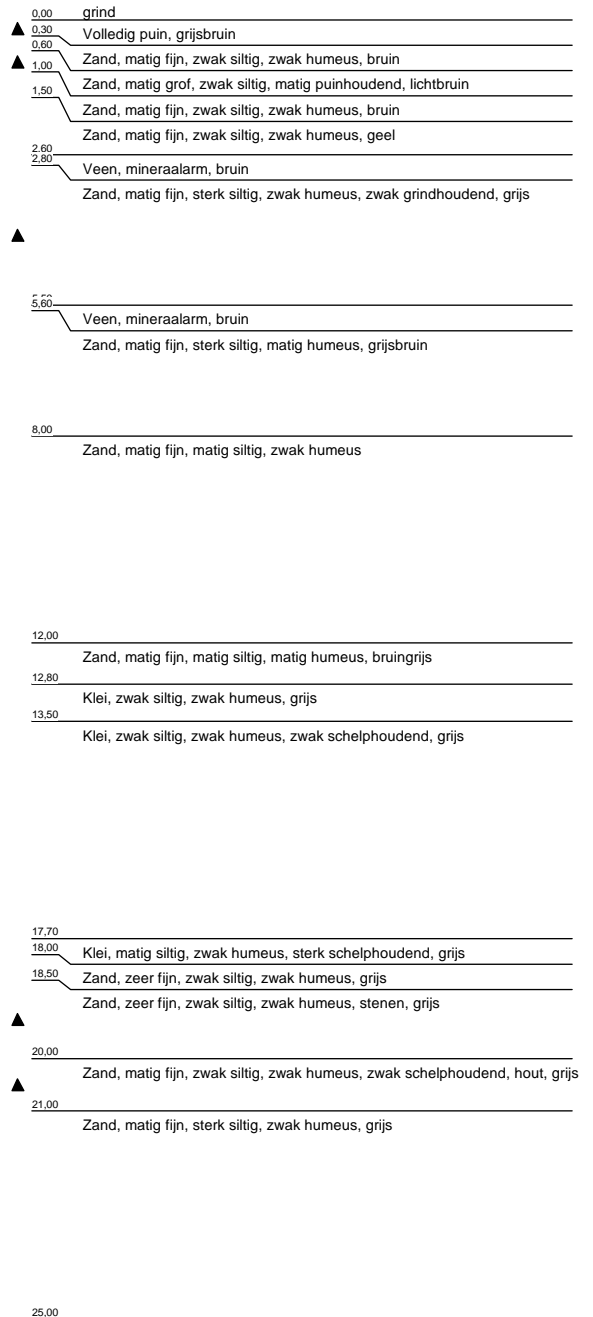 0,00 grind
0,30 Volledig puin, grijsbruin
0,60 Zand, matig fijn, zwak siltig, zwak humeus, bruin
1,00 Zand, matig grof, zwak siltig, matig puinhoudend, lichtbruin
1,50 Zand, matig fijn, zwak siltig, zwak humeus, bruin
Zand, matig fijn, zwak siltig, zwak humeus, geel
2,60
2,80 Veen, mineraalarm, bruin
Zand, matig fijn, sterk siltig, zwak humeus, zwak grindhoudend, grijs
5,60 Veen, mineraalarm, bruin
Zand, matig fijn, sterk siltig, matig humeus, grijsbruin
8,00
Zand, matig fijn, matig siltig, zwak humeus
12,00
Zand, matig fijn, matig siltig, matig humeus, bruingrijs
12,80
Klei, zwak siltig, zwak humeus, grijs
13,50
Klei, zwak siltig, zwak humeus, zwak schelphoudend, grijs
17,70
18,00 Klei, matig siltig, zwak humeus, sterk schelphoudend, grijs
18,50 Zand, zeer fijn, zwak siltig, zwak humeus, grijs
Zand, zeer fijn, zwak siltig, zwak humeus, stenen, grijs
20,00
Zand, matig fijn, zwak siltig, zwak humeus, zwak schelphoudend, hout, grijs
21,00
Zand, matig fijn, sterk siltig, zwak humeus, grijs
25,00